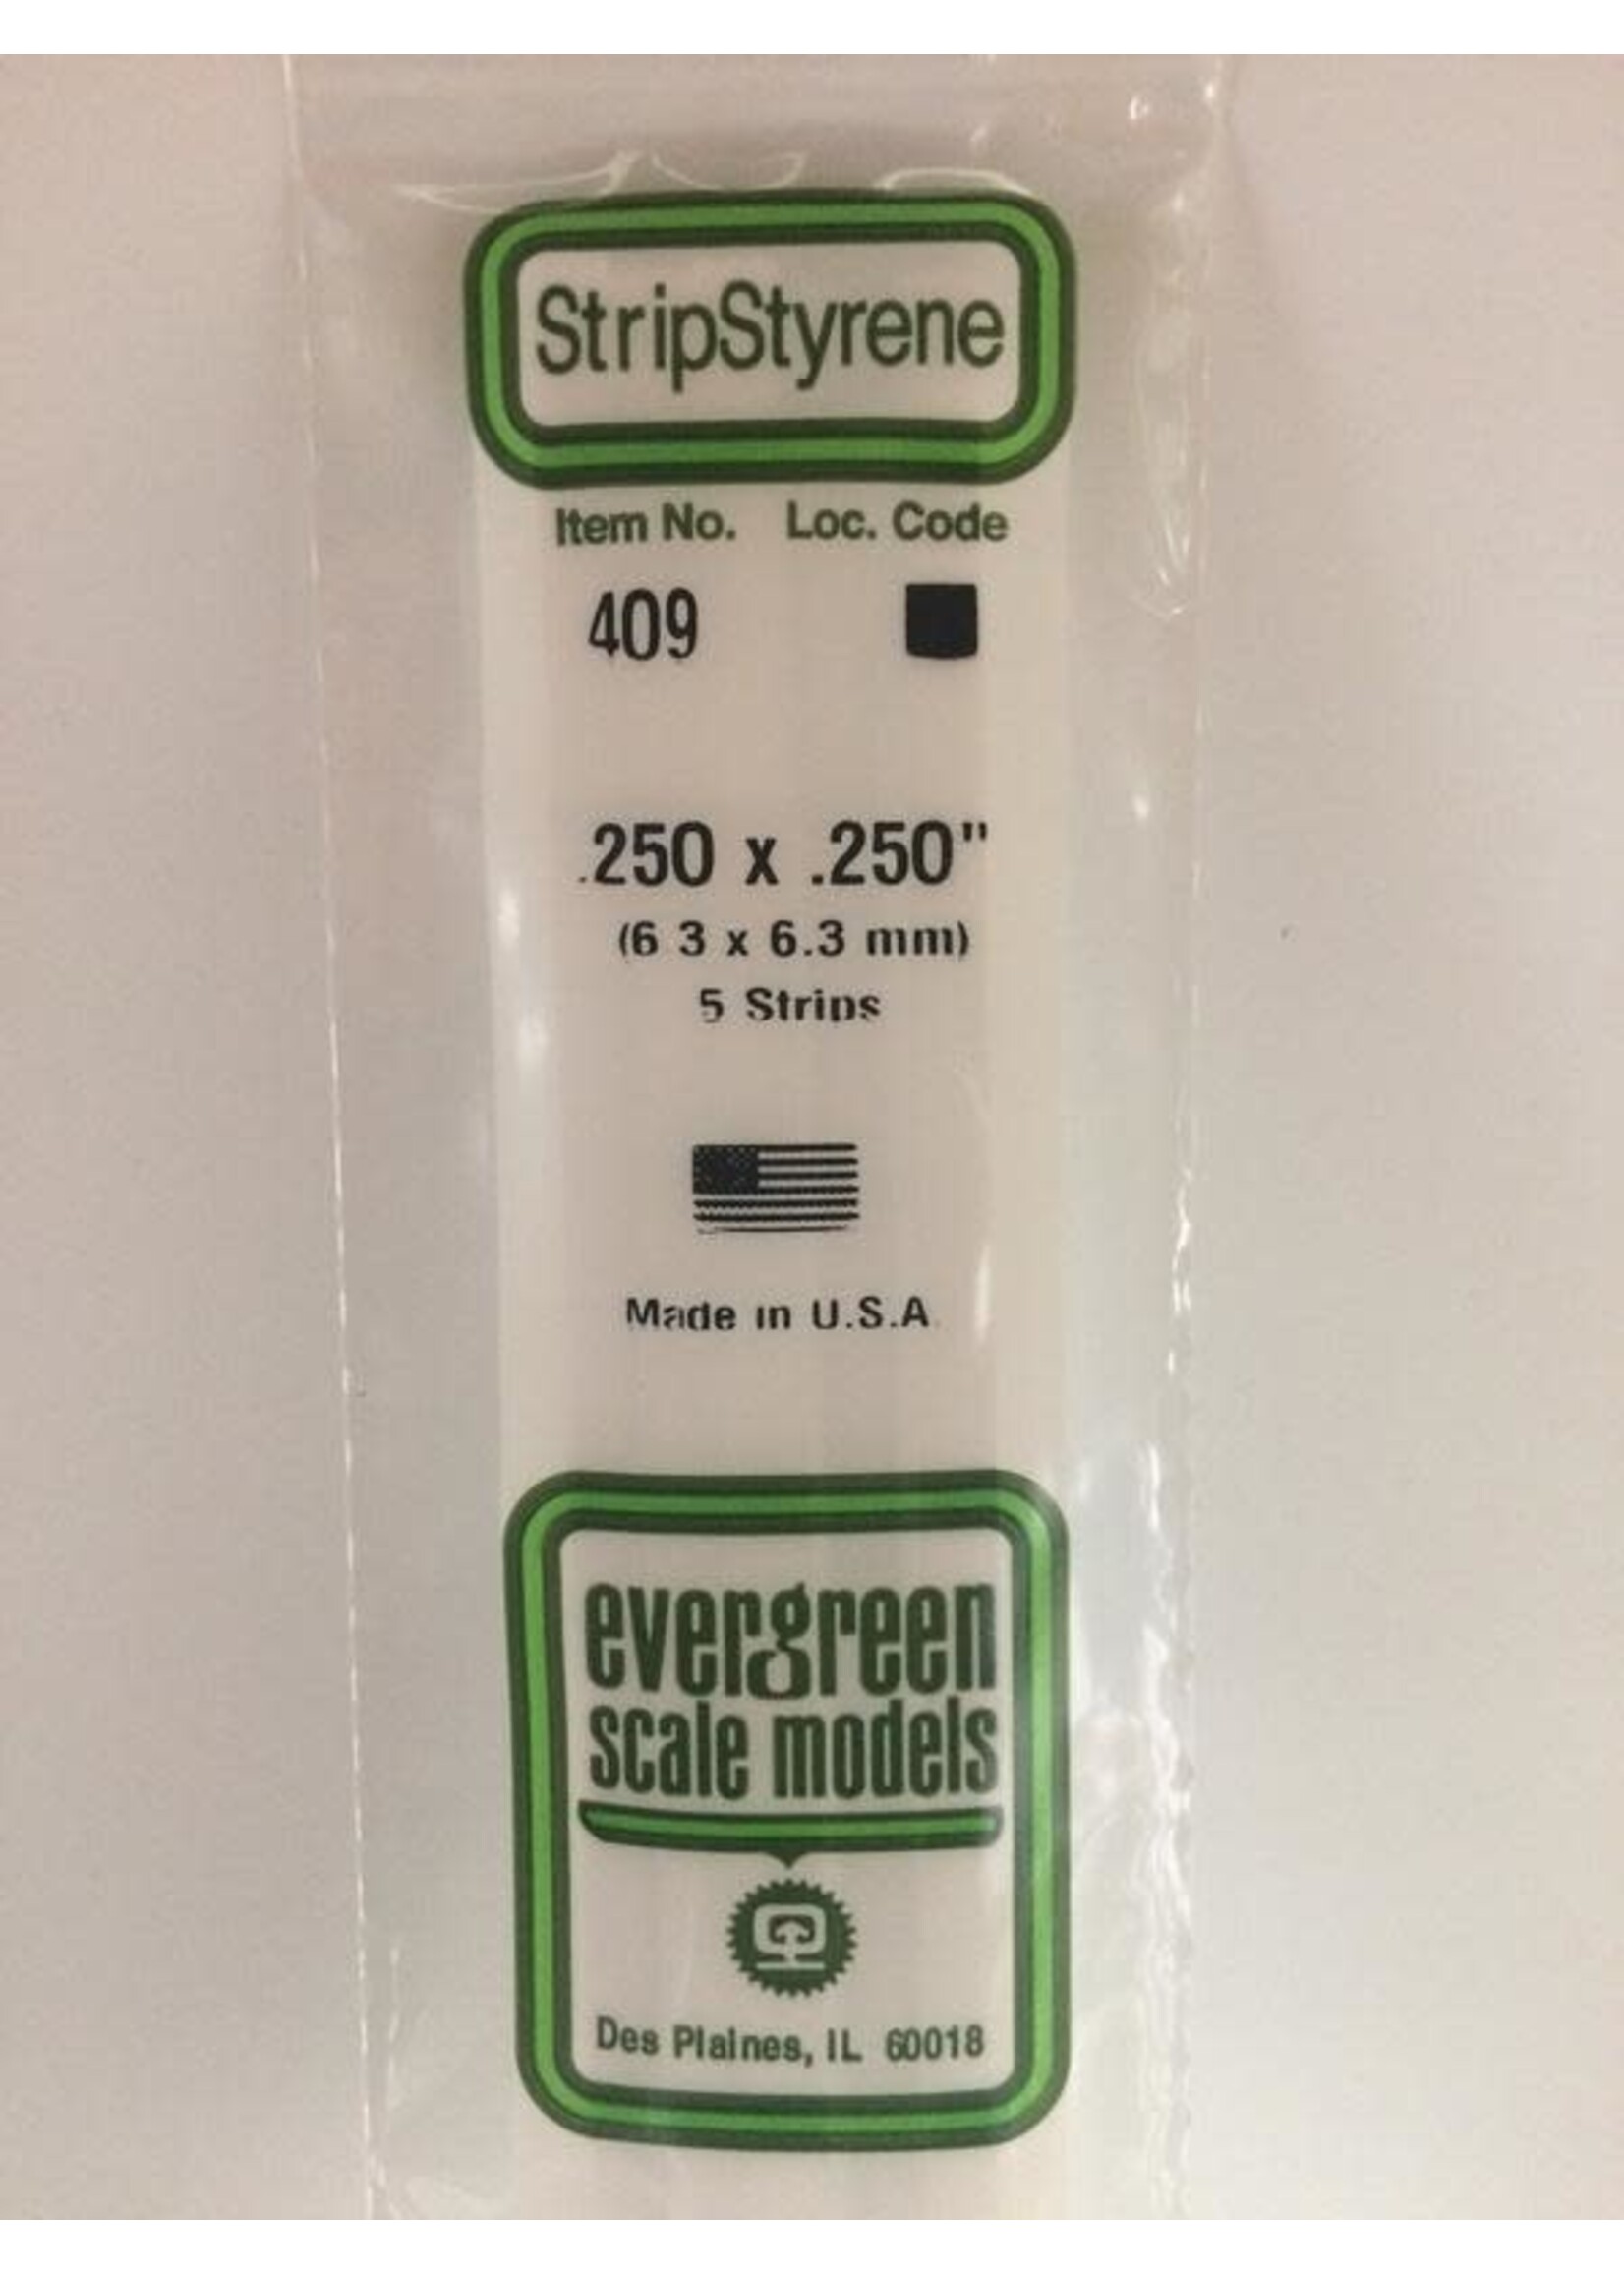 StripStyrene
Item No. Loc. Code
409
.250 x .250"
(6 3 x 6.3 mm)
5 Strips
Made in U.S.A.
evergreen
scale models
Des Plaines, IL 60018